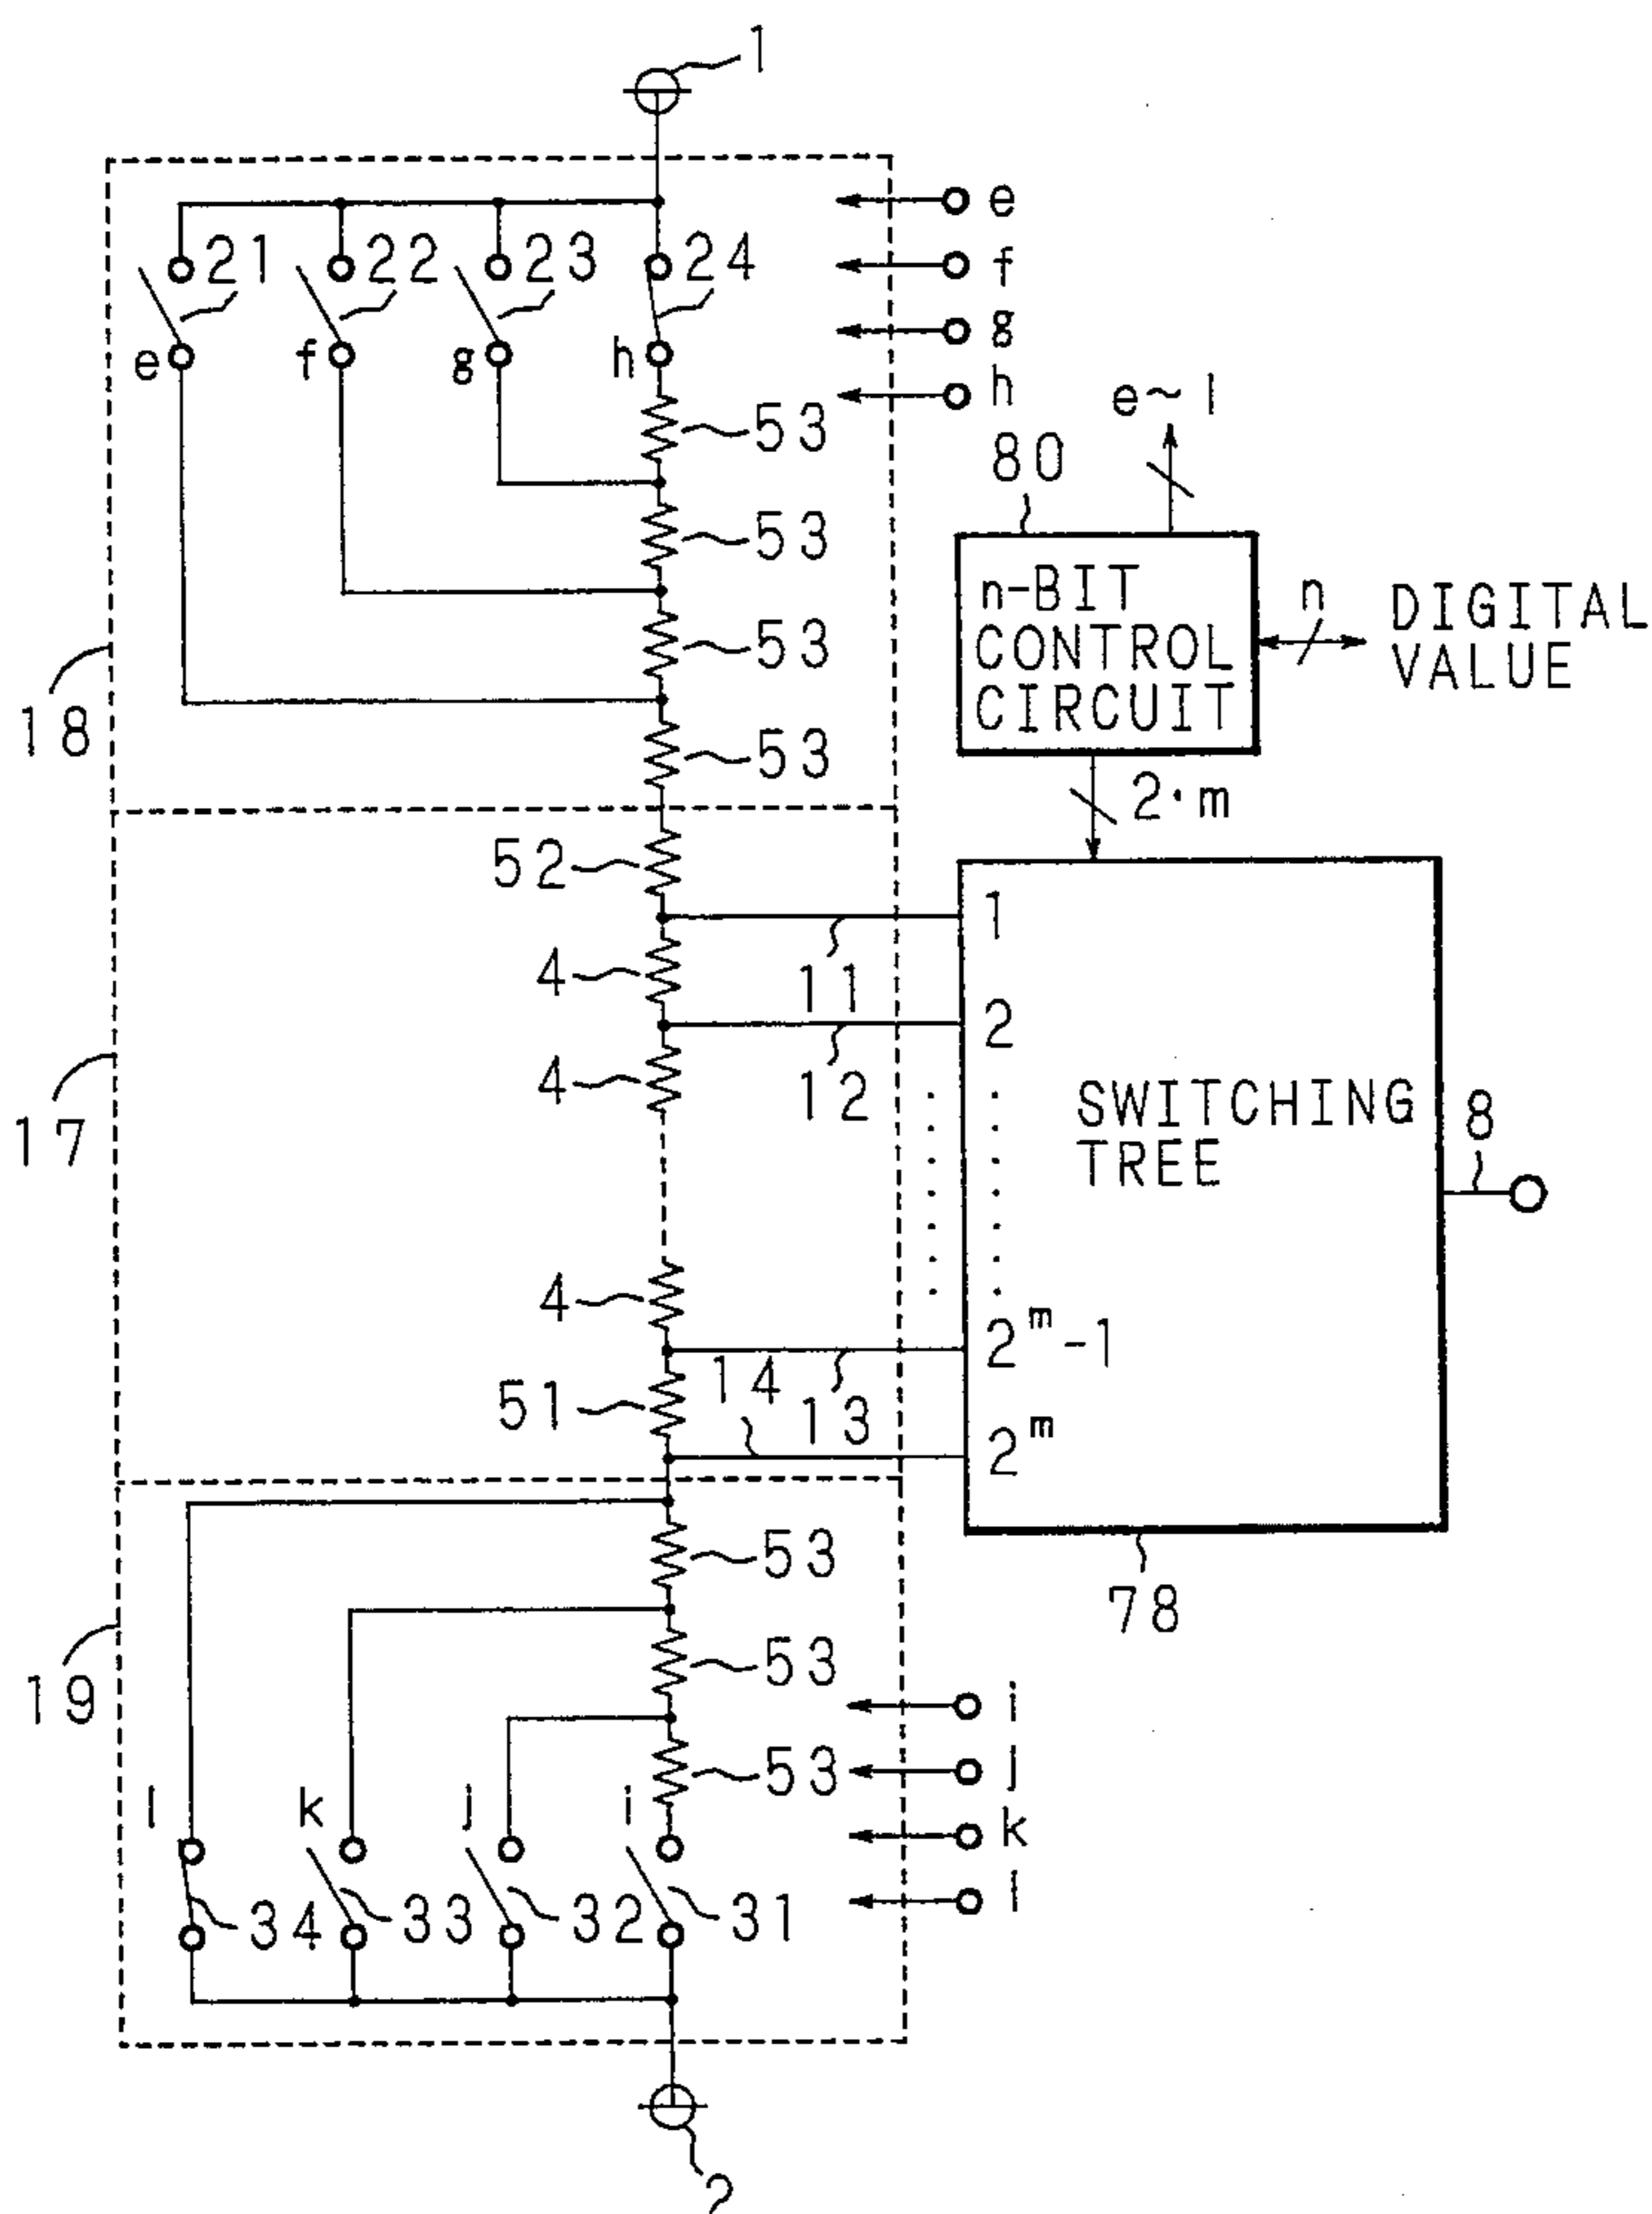 1
e
21 22 23 24
f
g
e f g h
h
53
e~l
80
53
n-BIT
CONTROL
CIRCUIT
n
DIGITAL
VALUE
53
18
53
2·m
52
1
4
11
2
4
12
17
SWITCHING
TREE
8
4
2^m-1
14
13
51
2^m
53
78
53
19
i
53
j
l k j i
k
34 33 32 31
l
2